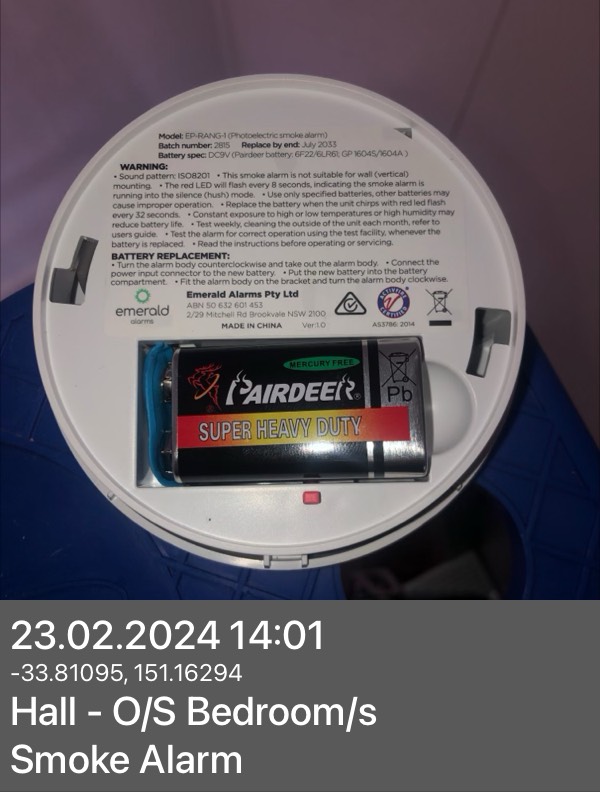 Model: EP-RANG-1 (Photoelectric smoke alarm)
Batch number: 2815 Replace by end: July 2033
Battery spec: DC9V (Pairdeer battery: 6F22/6LR61; GP 1604S/1604A )
WARNING:
• Sound pattern: ISO8201 • This smoke alarm is not suitable for wall (vertical)
mounting. • The red LED will flash every 8 seconds, indicating the smoke alarm is
running into the silence (hush) mode. • Use only specified batteries, other batteries may
cause improper operation. • Replace the battery when the unit chirps with red led flash
every 32 seconds. • Constant exposure to high or low temperatures or high humidity may
reduce battery life. • Test weekly, cleaning the outside of the unit each month, refer to
users guide. • Test the alarm for correct operation using the test facility, whenever the
battery is replaced. • Read the instructions before operating or servicing.
BATTERY REPLACEMENT:
• Turn the alarm body counterclockwise and take out the alarm body. • Connect the
power input connector to the new battery. • Put the new battery into the battery
compartment. • Fit the alarm body on the bracket and turn the alarm body clockwise.
emerald
alarms
Emerald Alarms Pty Ltd
ABN 50 632 601 453
2/29 Mitchell Rd Brookvale NSW 2100
MADE IN CHINA Ver:1.0
AS3786: 2014
MERCURY FREE
PAIRDEER®
SUPER HEAVY DUTY
Pb
23.02.2024 14:01
-33.81095, 151.16294
Hall - O/S Bedroom/s
Smoke Alarm